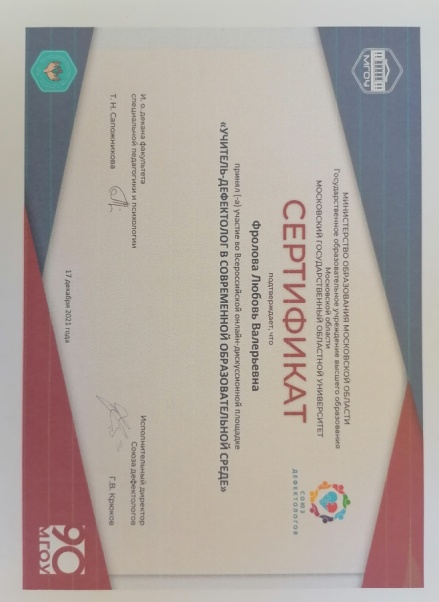 МГОУ
МИНИСТЕРСТВО ОБРАЗОВАНИЯ МОСКОВСКОЙ ОБЛАСТИ
Государственное образовательное учреждение высшего образования
Московской области
МОСКОВСКИЙ ГОСУДАРСТВЕННЫЙ ОБЛАСТНОЙ УНИВЕРСИТЕТ
СОЮЗ
ДЕФЕКТОЛОГОВ
СЕРТИФИКАТ
подтверждает, что
Фролова Любовь Валерьевна
принял (-а) участие во Всероссийской онлайн-дискуссионной площадке
«УЧИТЕЛЬ-ДЕФЕКТОЛОГ В СОВРЕМЕННОЙ ОБРАЗОВАТЕЛЬНОЙ СРЕДЕ»
И. о. декана факультета
специальной педагогики и психологии
Т. Н. Сапожникова
Исполнительный директор
Союза дефектологов
Г.В. Крюков
17 декабря 2021 года
90
МГОУ